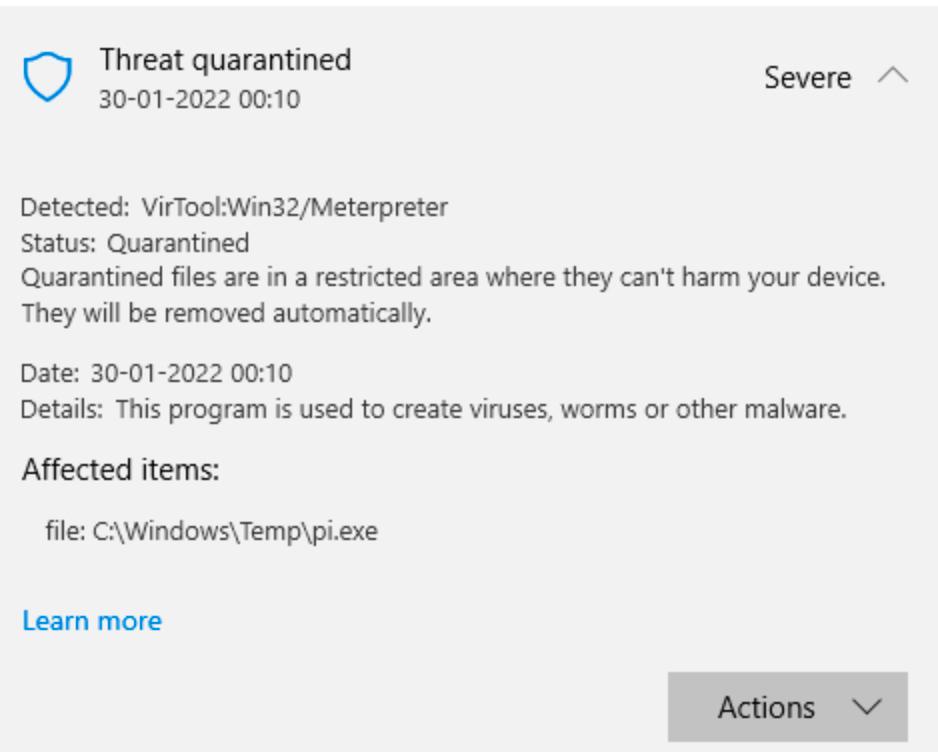 Threat quarantined
30-01-2022 00:10
Severe
Detected: VirTool:Win32/Meterpreter
Status: Quarantined
Quarantined files are in a restricted area where they can't harm your device.
They will be removed automatically.
Date: 30-01-2022 00:10
Details: This program is used to create viruses, worms or other malware.
Affected items:
file: C:\Windows\Temp\pi.exe
Learn more
Actions